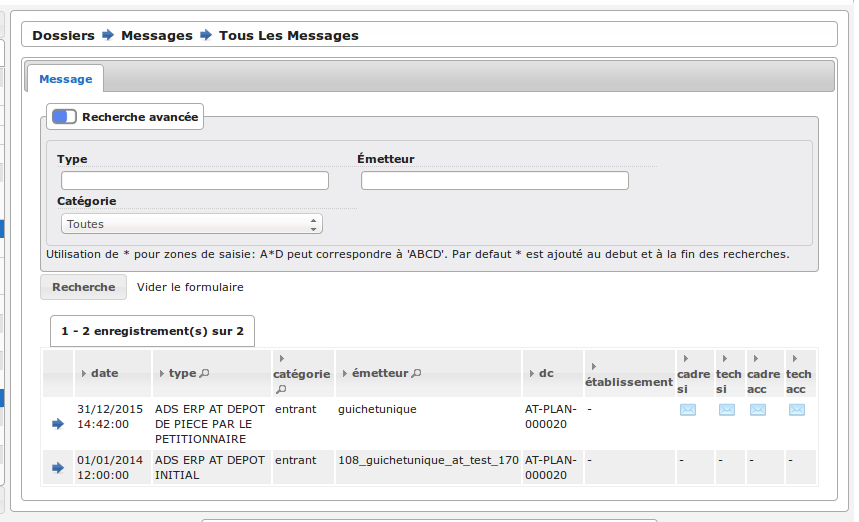 Dossiers Messages Tous Les Messages
Message
Recherche avancée
Type Émetteur
Catégorie
Toutes
Utilisation de * pour zones de saisie: A*D peut correspondre à 'ABCD'. Par defaut * est ajouté au debut et à la fin des recherches.
Recherche Vider le formulaire
1 - 2 enregistrement(s) sur 2
date type catégorie émetteur dc établissement cadre si tech si cadre acc tech acc
31/12/2015 ADS ERP AT DEPOT entrant guichetunique AT-PLAN- -
14:42:00 DE PIECE PAR LE 000020
PETITIONNAIRE
01/01/2014 ADS ERP AT DEPOT entrant 108_guichetunique_at_test_170 AT-PLAN- - - - - -
12:00:00 INITIAL 000020